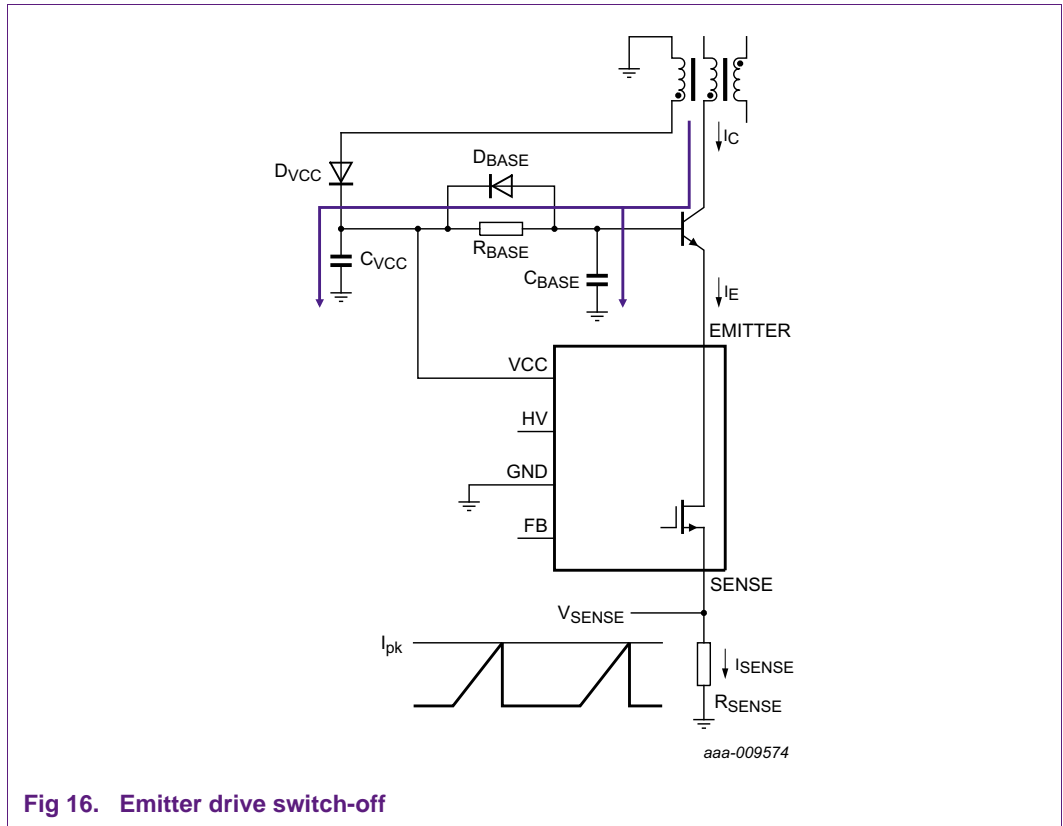 IC
DBASE
DVCC
RBASE
CVCC
CBASE
IE
EMITTER
VCC
HV
GND
FB
SENSE
VSENSE
Ipk
ISENSE
RSENSE
aaa-009574
Fig 16. Emitter drive switch-off